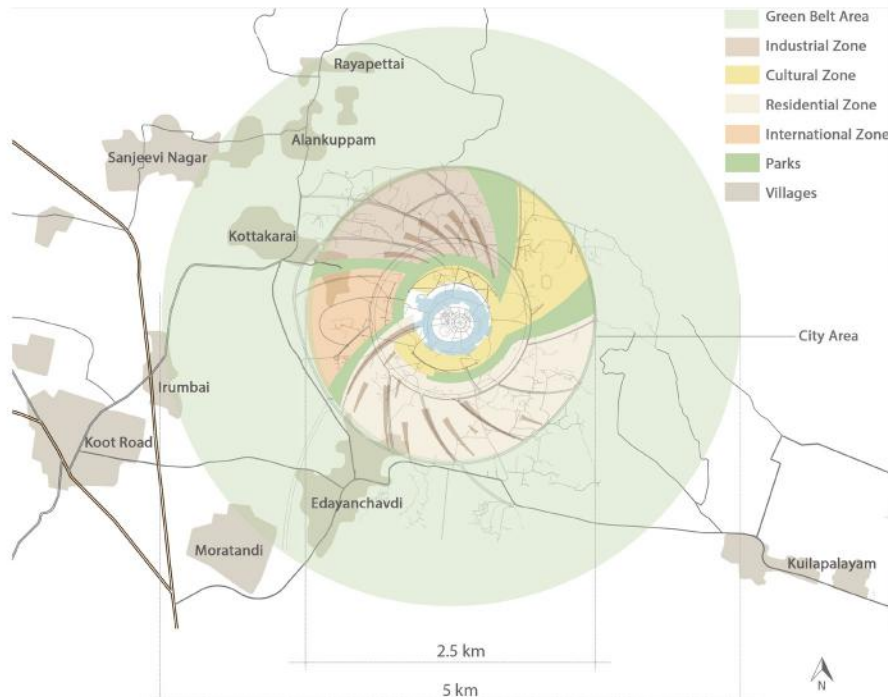 Green Belt Area
Industrial Zone
Cultural Zone
Residential Zone
International Zone
Parks
Villages
Rayapettai
Alankuppam
Sanjeevi Nagar
Kottakarai
City Area
Irumbai
Koot Road
Edayanchavdi
Moratandi
Kuilapalayam
2.5 km
5 km
N